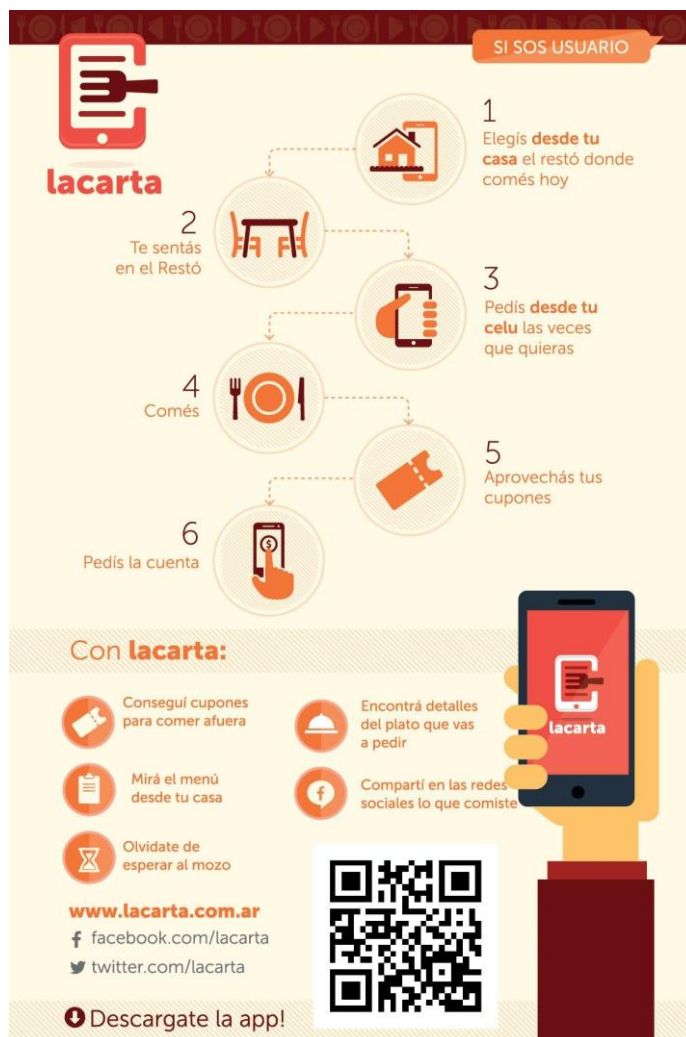 SI SOS USUARIO
lacarta
1
Elegís desde tu
casa el restó donde
comés hoy
2
Te sentás
en el Restó
3
Pedís desde tu
celu las veces
que quieras
4
Comés
5
Aprovechás tus
cupones
6
Pedís la cuenta
$
Con lacarta:
Conseguí cupones
para comer afuera
Mirá el menú
desde tu casa
Olvidate de
esperar al mozo
Encontrá detalles
del plato que vas
a pedir
f
Compartí en las redes
sociales lo que comiste
lacarta
www.lacarta.com.ar
f facebook.com/lacarta
twitter.com/lacarta
Descargate la app!